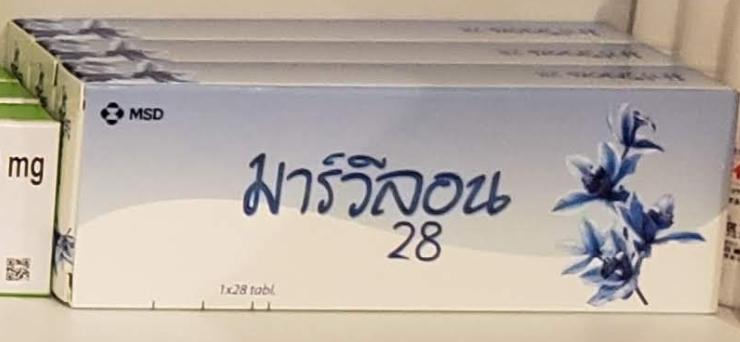 MSD
มาร์วีลอน
28
1x28 tabl.
mg